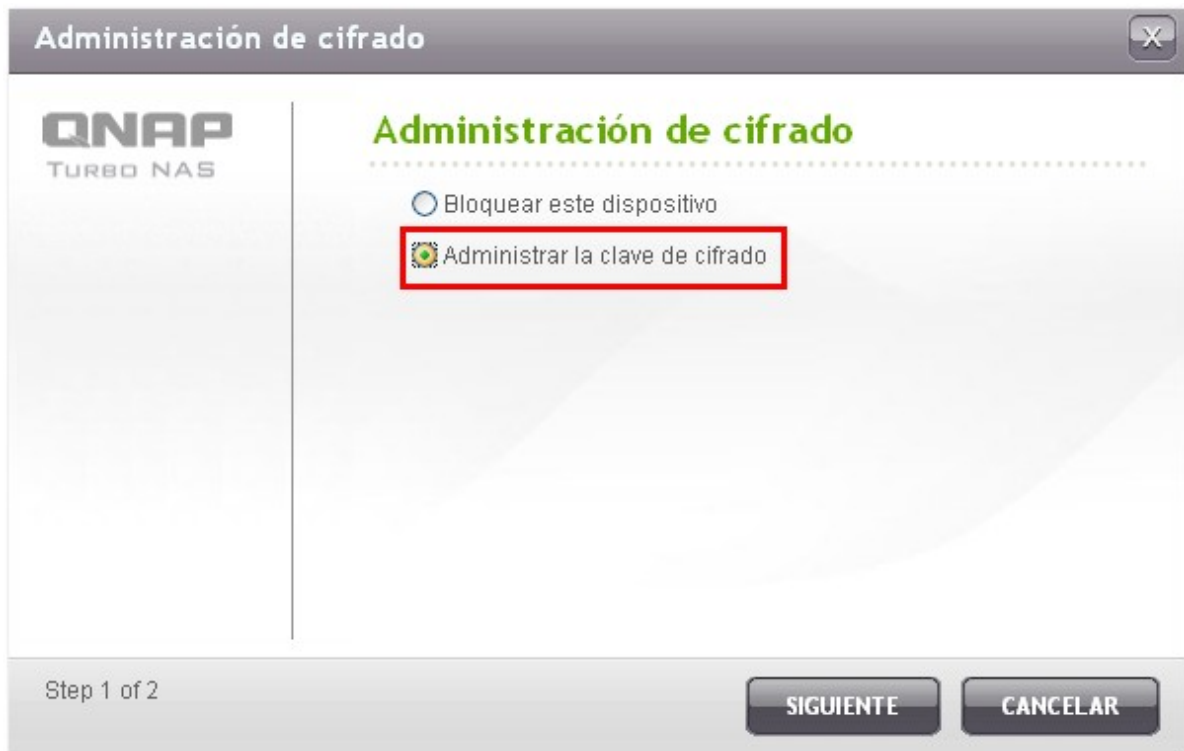 Administración de cifrado
X
QNAP
TURBO NAS
Administración de cifrado
Bloquear este dispositivo
Administrar la clave de cifrado
Step 1 of 2
SIGUIENTE
CANCELAR